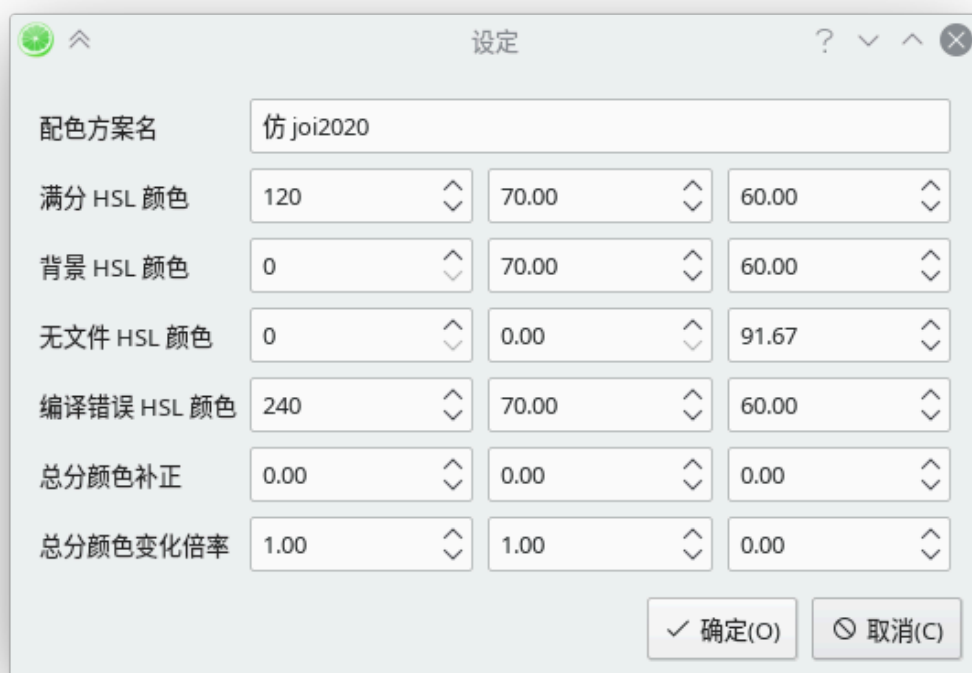 设定
配色方案名 仿 joi2020
满分 HSL 颜色 120 70.00 60.00
背景 HSL 颜色 0 70.00 60.00
无文件 HSL 颜色 0 0.00 91.67
编译错误 HSL 颜色 240 70.00 60.00
总分颜色补正 0.00 0.00 0.00
总分颜色变化倍率 1.00 1.00 0.00
确定(O) 取消(C)